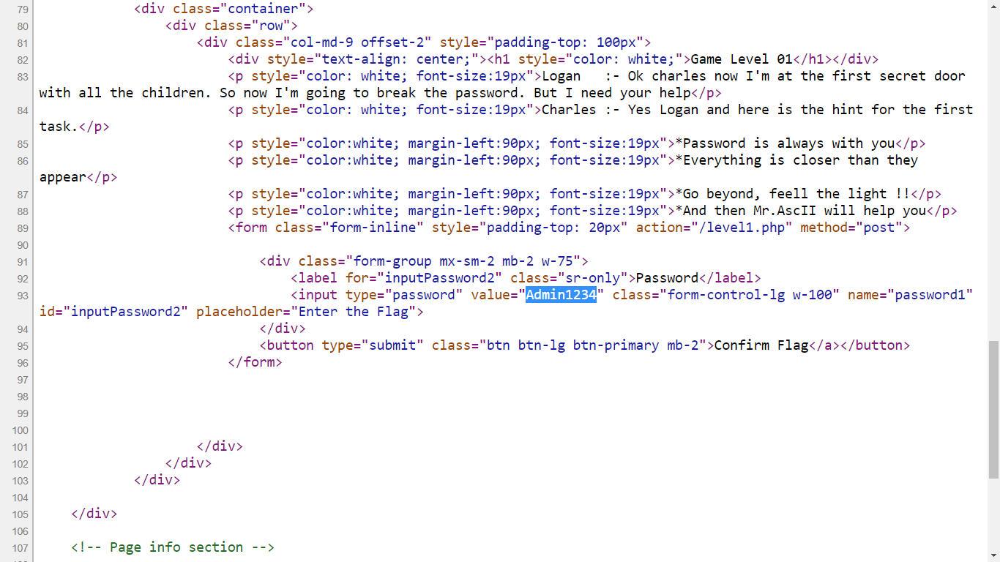 79 <div class="container">
80 <div class="row">
81 <div class="col-md-9 offset-2" style="padding-top: 100px">
82 <div style="text-align: center;"><h1 style="color: white;">Game Level 01</h1></div>
83 <p style="color: white; font-size:19px">Logan :- Ok charles now I'm at the first secret door
with all the children. So now I'm going to break the password. But I need your help</p>
84 <p style="color: white; font-size:19px">Charles :- Yes Logan and here is the hint for the first
task.</p>
85 <p style="color:white; margin-left:90px; font-size:19px">*Password is always with you</p>
86 <p style="color:white; margin-left:90px; font-size:19px">*Everything is closer than they
appear</p>
87 <p style="color:white; margin-left:90px; font-size:19px">*Go beyond, feell the light !!</p>
88 <p style="color:white; margin-left:90px; font-size:19px">*And then Mr.AscII will help you</p>
89 <form class="form-inline" style="padding-top: 20px" action="/level1.php" method="post">
90
91 <div class="form-group mx-sm-2 mb-2 w-75">
92 <label for="inputPassword2" class="sr-only">Password</label>
93 <input type="password" value="Admin1234" class="form-control-lg w-100" name="password1"
id="inputPassword2" placeholder="Enter the Flag">
94 </div>
95 <button type="submit" class="btn btn-lg btn-primary mb-2">Confirm Flag</a></button>
96 </form>
97
98
99
100
101 </div>
102 </div>
103 </div>
104
105 </div>
106
107 <!-- Page info section -->